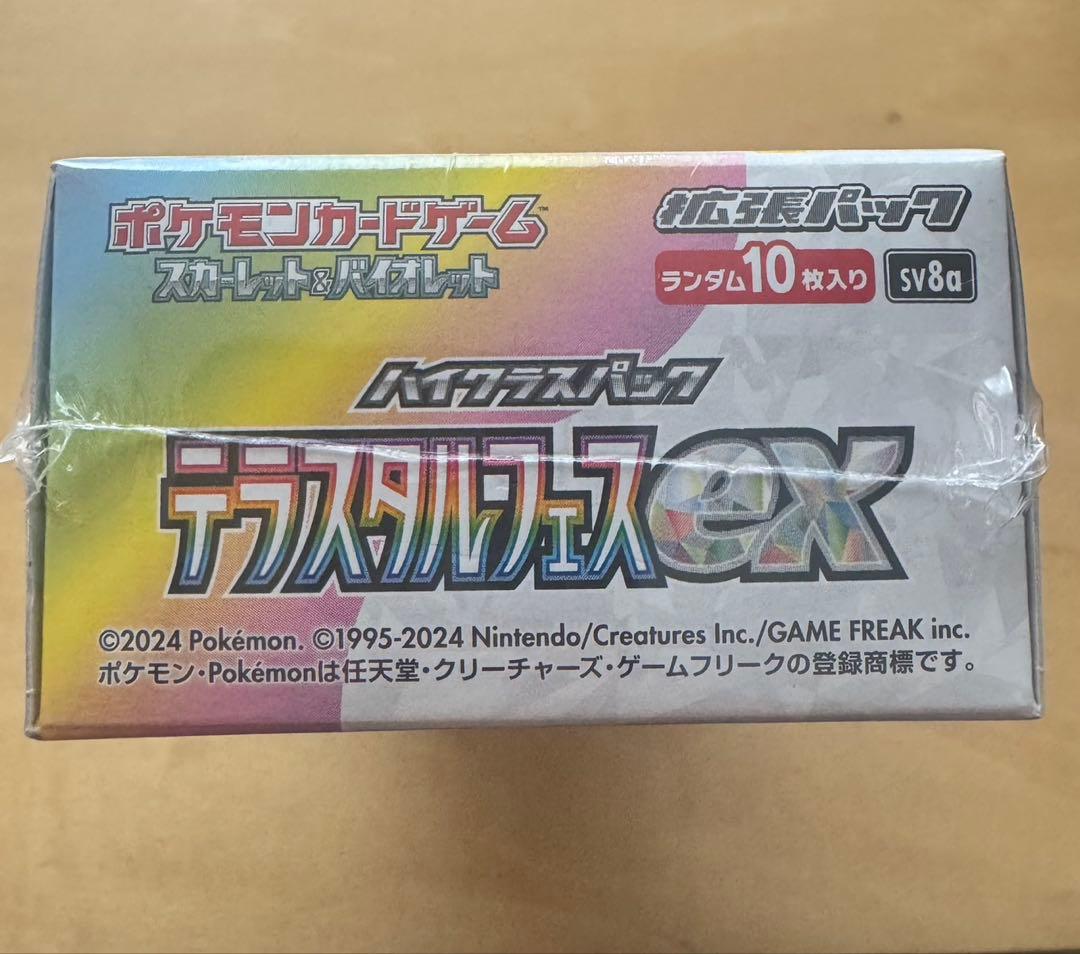 ポケモンカードゲーム™
スカーレット&バイオレット
拡張パック
ランダム10枚入り
SV8a
ハイクラスパック
テラスタルフェスex
©2024 Pokémon. ©1995-2024 Nintendo/Creatures Inc./GAME FREAK inc.
ポケモン・Pokémonは任天堂・クリーチャーズ・ゲームフリークの登録商標です。